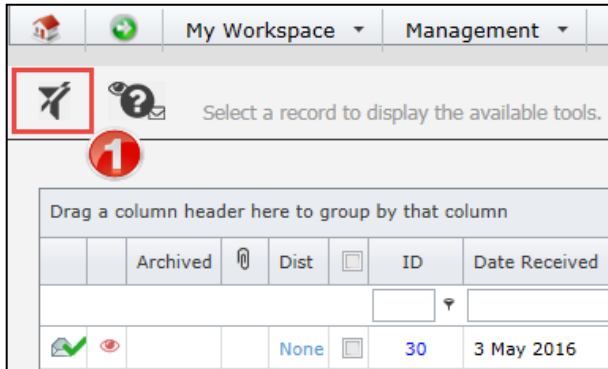 My Workspace Management
Select a record to display the available tools.
1
Drag a column header here to group by that column
Archived Dist ID Date Received
None 30 3 May 2016